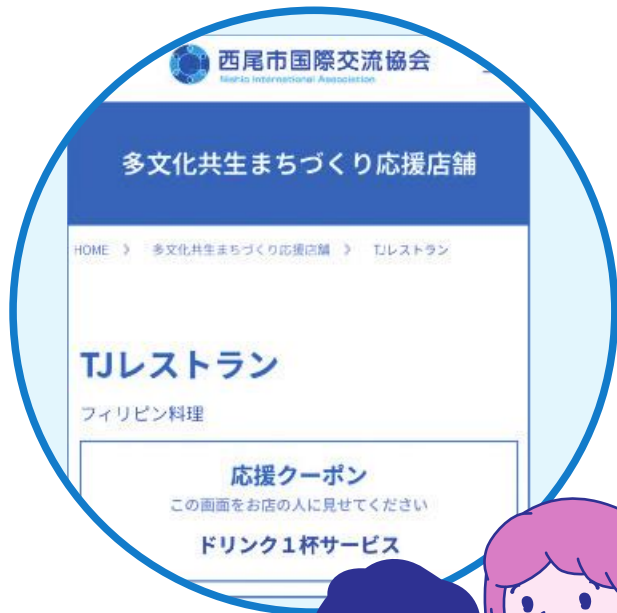 西尾市国際交流協会
Nishio International Association
多文化共生まちづくり応援店舗
HOME 》 多文化共生まちづくり応援店舗 》 TJレストラン
TJレストラン
フィリピン料理
応援クーポン
この画面をお店の人に見せてください
ドリンク１杯サービス